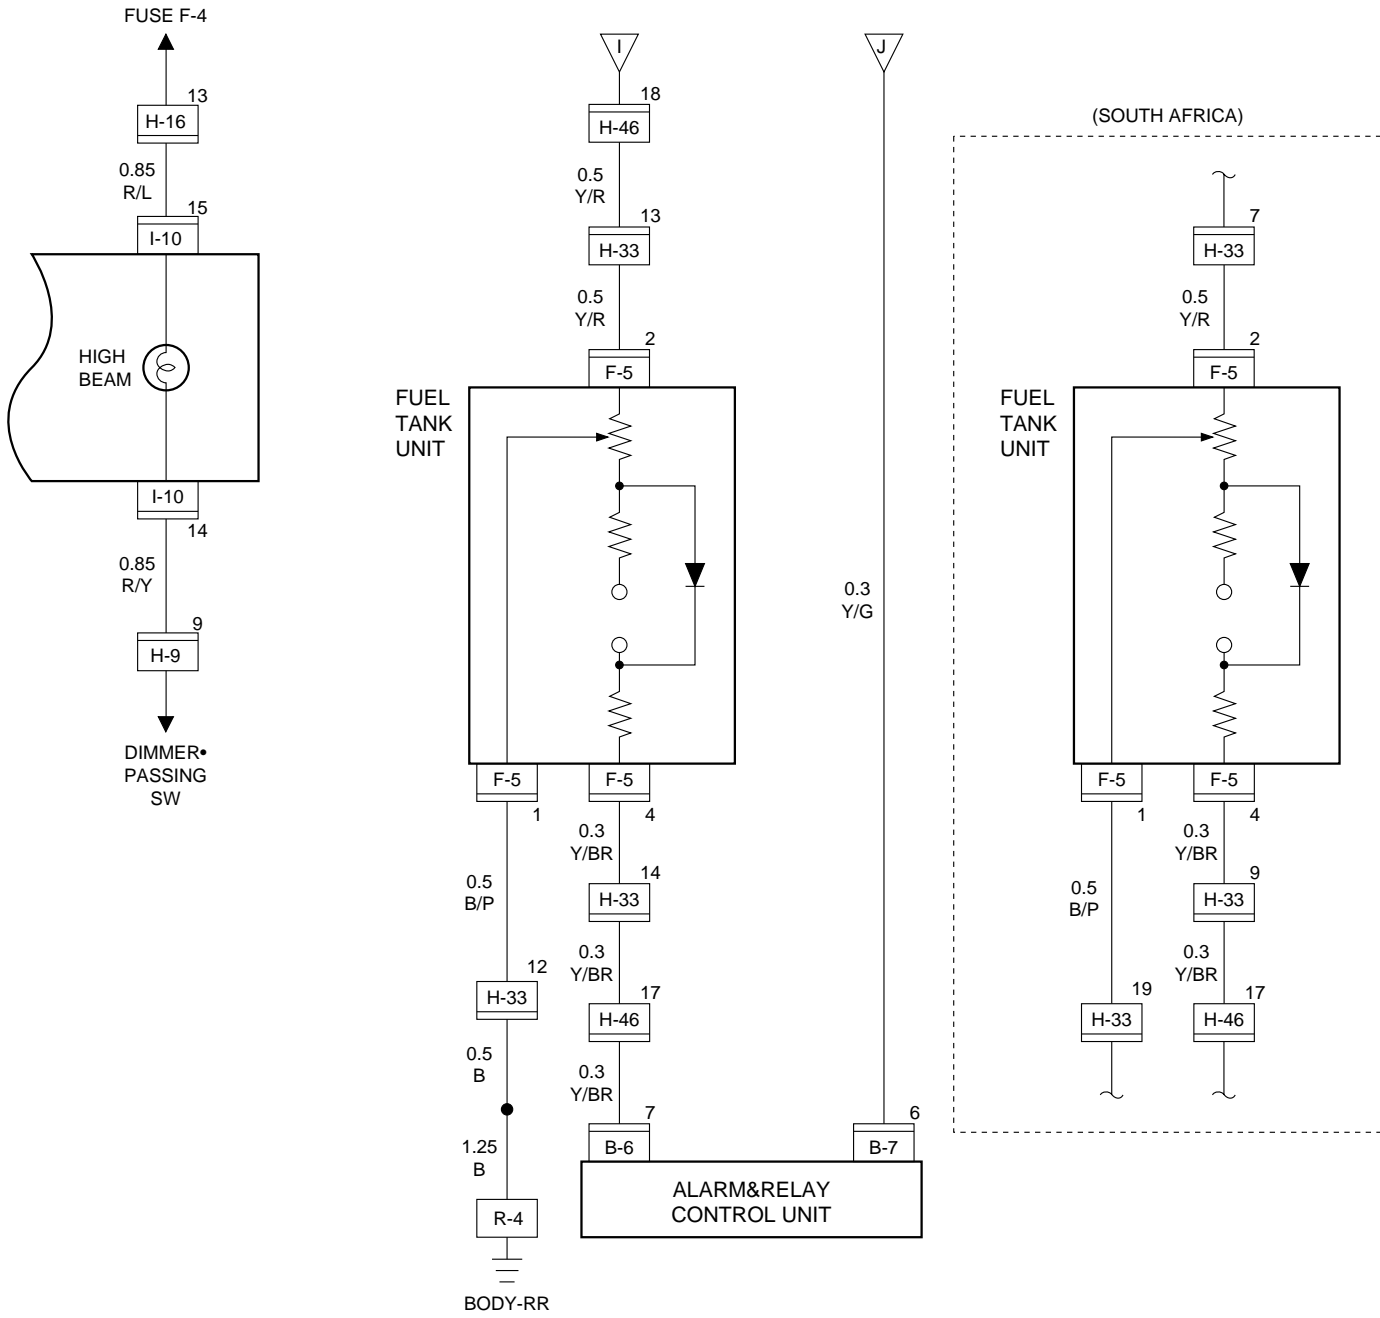 FUSE F-4
13
H-16
0.85
R/L
15
I-10
HIGH
BEAM
I-10
14
0.85
R/Y
9
H-9
DIMMER•
PASSING
SW
I
18
H-46
0.5
Y/R
13
H-33
0.5
Y/R
2
F-5
FUEL
TANK
UNIT
F-5
1
0.5
B/P
12
H-33
0.5
B
1.25
B
R-4
BODY-RR
F-5
4
0.3
Y/BR
14
H-33
0.3
Y/BR
17
H-46
0.3
Y/BR
7
B-6
J
0.3
Y/G
6
B-7
ALARM&RELAY
CONTROL UNIT
(SOUTH AFRICA)
7
H-33
0.5
Y/R
2
F-5
FUEL
TANK
UNIT
F-5
1
0.5
B/P
19
H-33
F-5
4
0.3
Y/BR
9
H-33
0.3
Y/BR
17
H-46